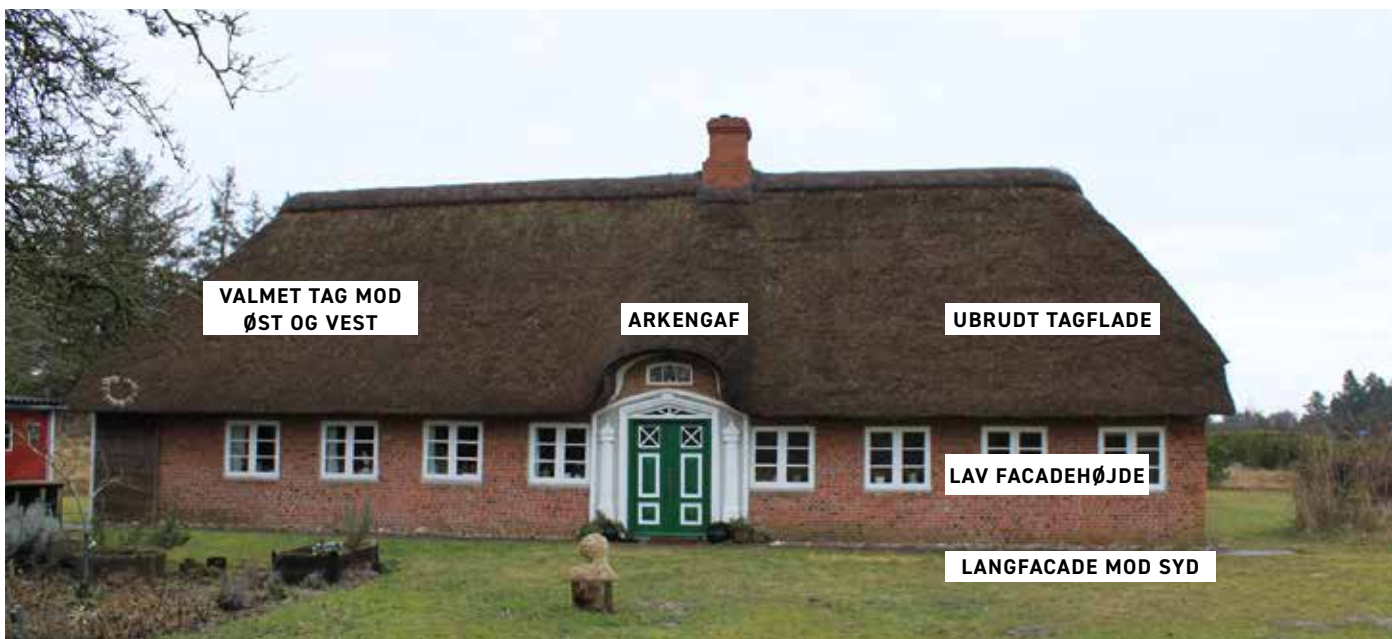 VALMET TAG MOD
ØST OG VEST
ARKENGAF
UBRUDT TAGFLADE
LAV FACADEHØJDE
LANGFACADE MOD SYD